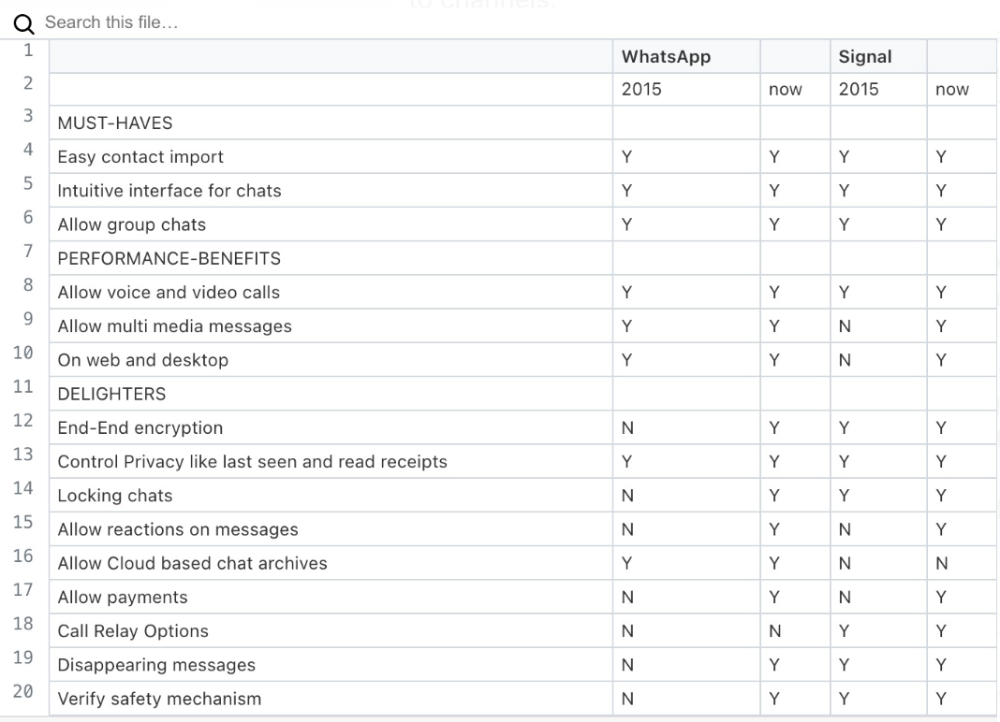 to channels.
Search this file...
1 WhatsApp Signal
2 2015 now 2015 now
3 MUST-HAVES
4 Easy contact import Y Y Y Y
5 Intuitive interface for chats Y Y Y Y
6 Allow group chats Y Y Y Y
7 PERFORMANCE-BENEFITS
8 Allow voice and video calls Y Y Y Y
9 Allow multi media messages Y Y N Y
10 On web and desktop Y Y N Y
11 DELIGHTERS
12 End-End encryption N Y Y Y
13 Control Privacy like last seen and read receipts Y Y Y Y
14 Locking chats N Y Y Y
15 Allow reactions on messages N Y N Y
16 Allow Cloud based chat archives Y Y N N
17 Allow payments N Y N Y
18 Call Relay Options N N Y Y
19 Disappearing messages N Y Y Y
20 Verify safety mechanism N Y Y Y